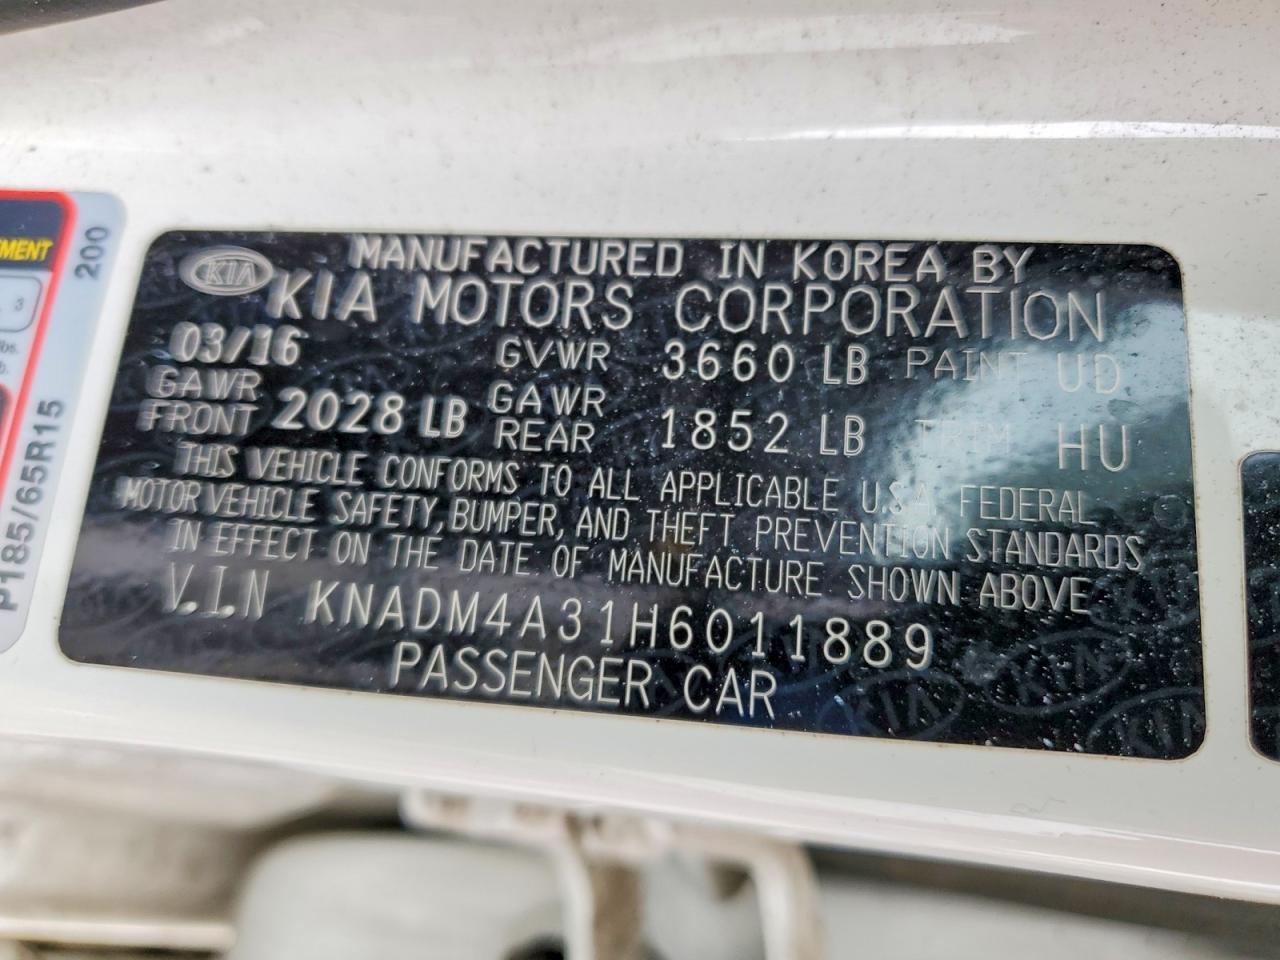 MANUFACTURED IN KOREA BY
KIA
KIA MOTORS CORPORATION
03/16 GVWR 3660 LB PAINT UD
GAWR FRONT 2028 LB GAWR REAR 1852 LB TRIM HU
THIS VEHICLE CONFORMS TO ALL APPLICABLE U.S.A. FEDERAL
MOTOR VEHICLE SAFETY, BUMPER, AND THEFT PREVENTION STANDARDS
IN EFFECT ON THE DATE OF MANUFACTURE SHOWN ABOVE
V.I.N KNADM4A31H6011889
PASSENGER CAR
200
P185/65R15
3